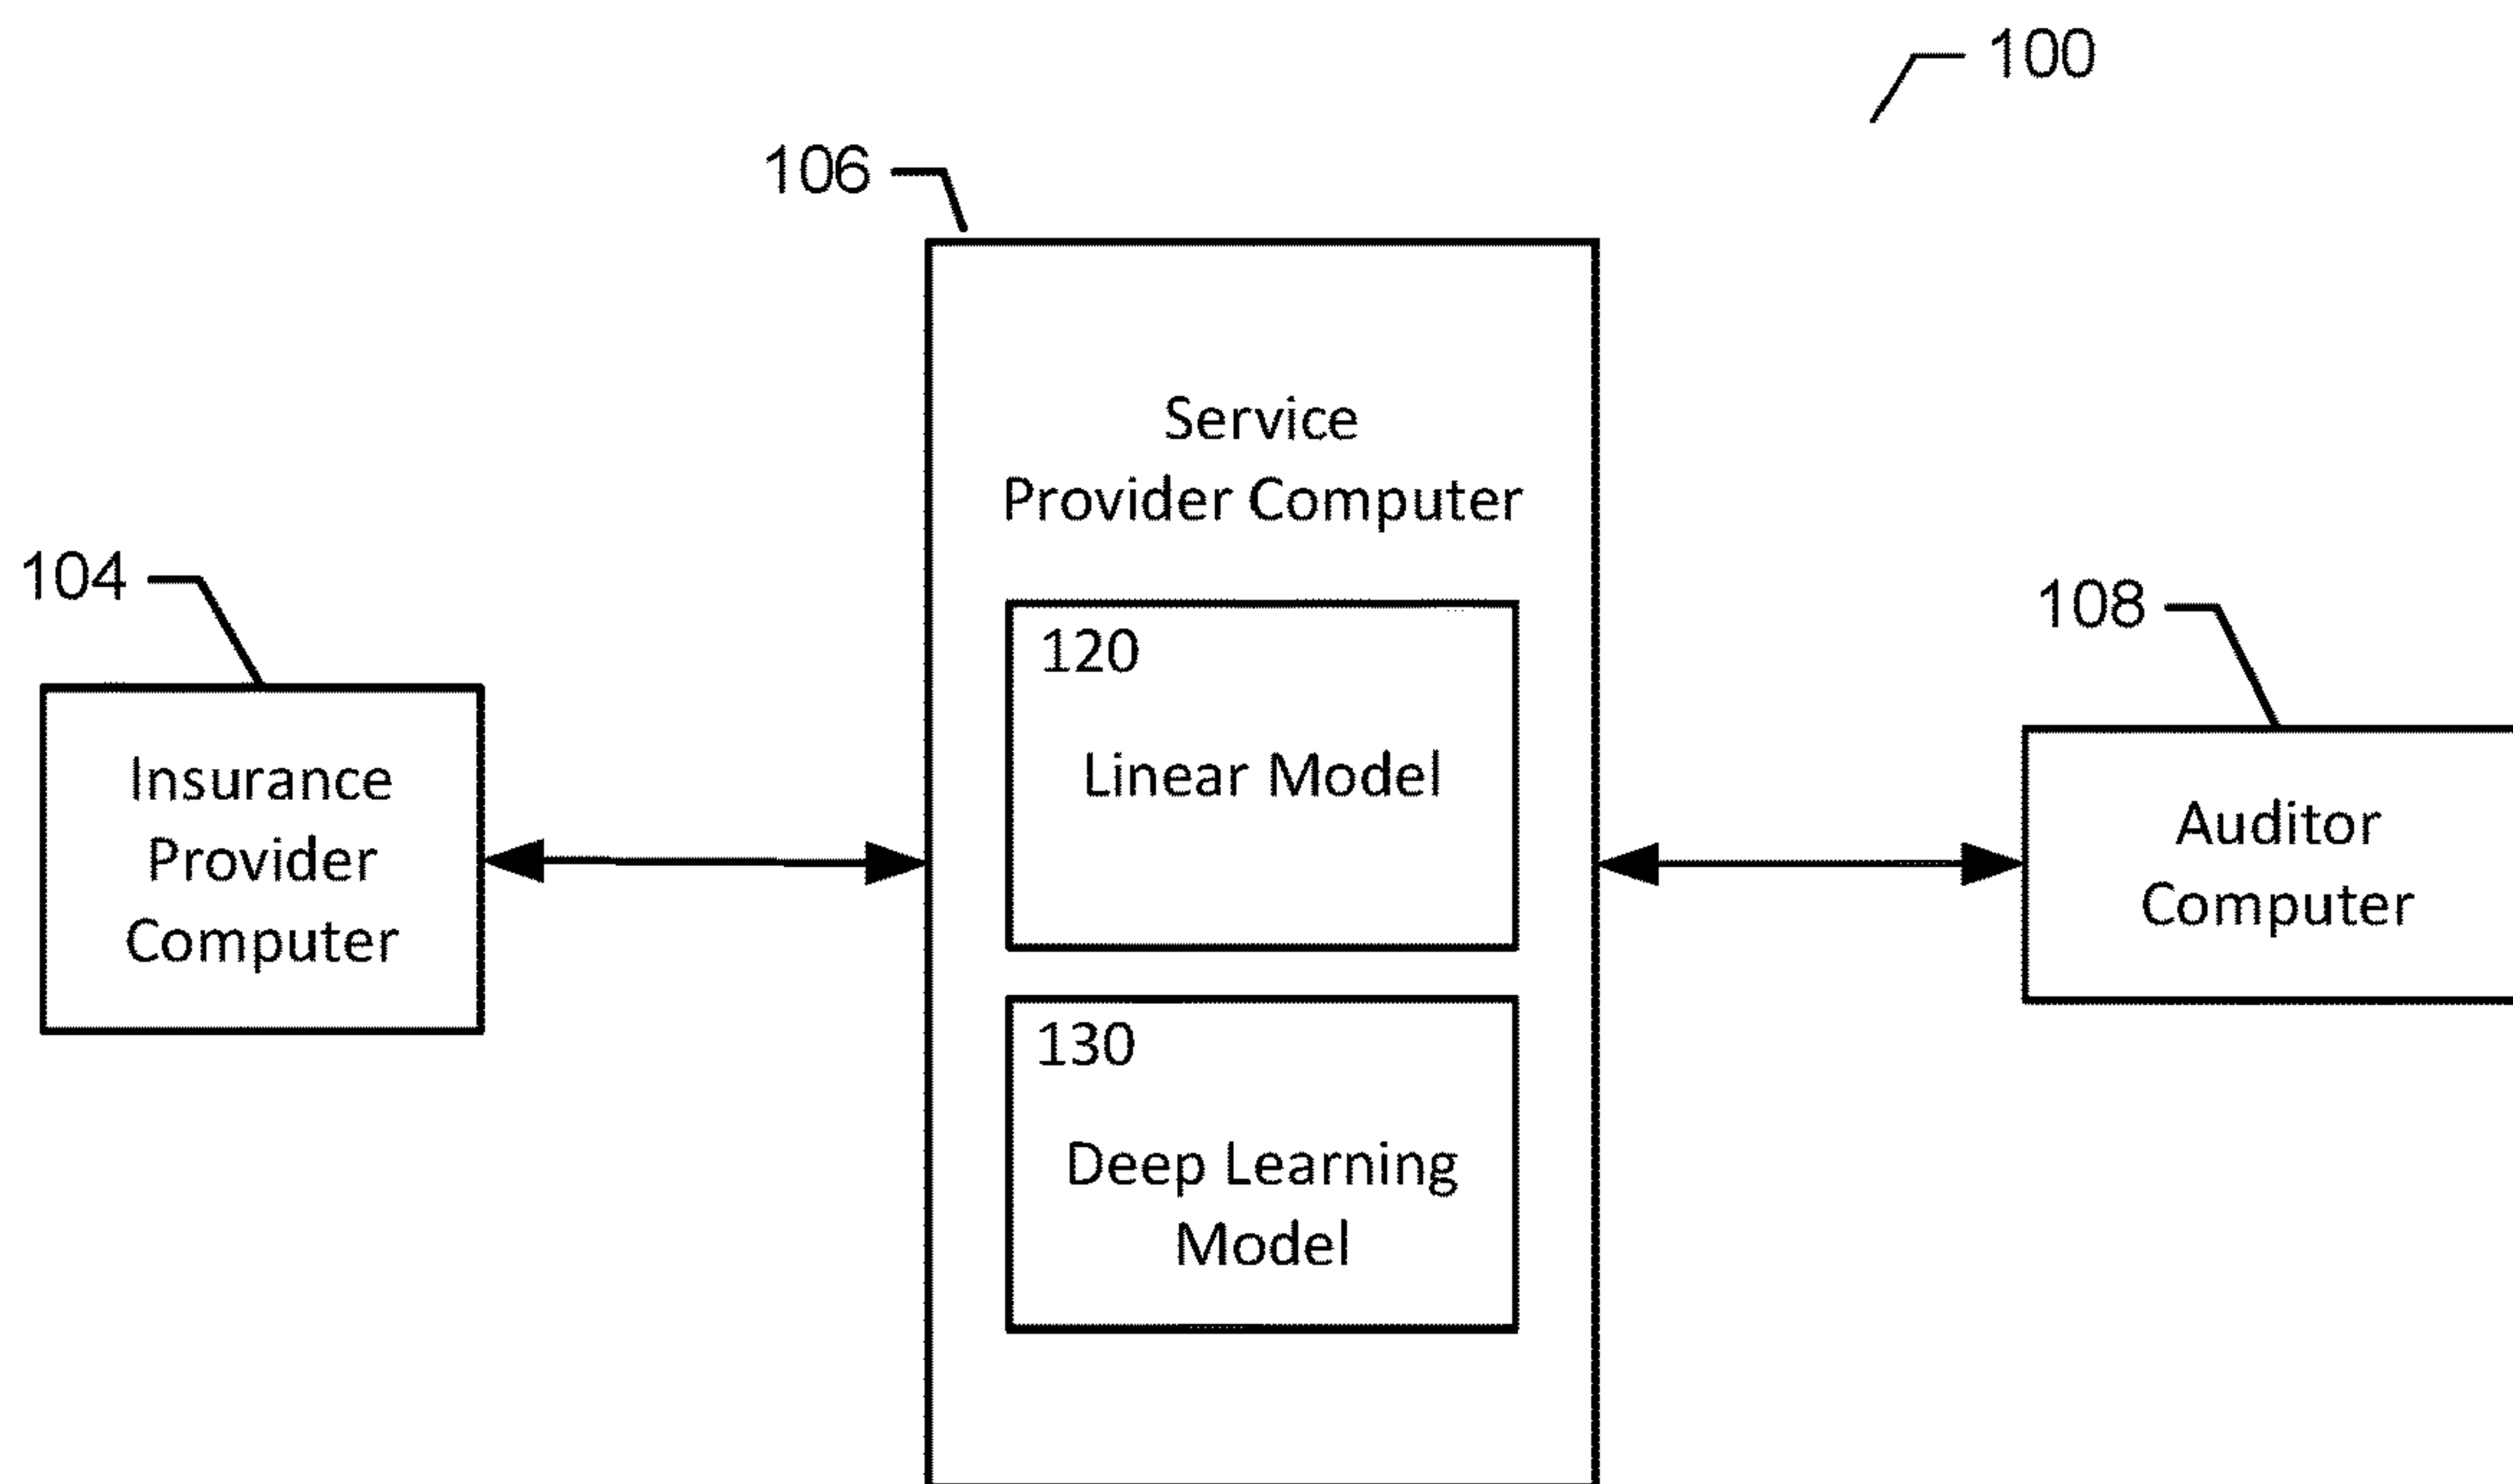 100
106
Service
Provider Computer
104
108
120
Linear Model
Insurance
Provider
Computer
Auditor
Computer
130
Deep Learning
Model